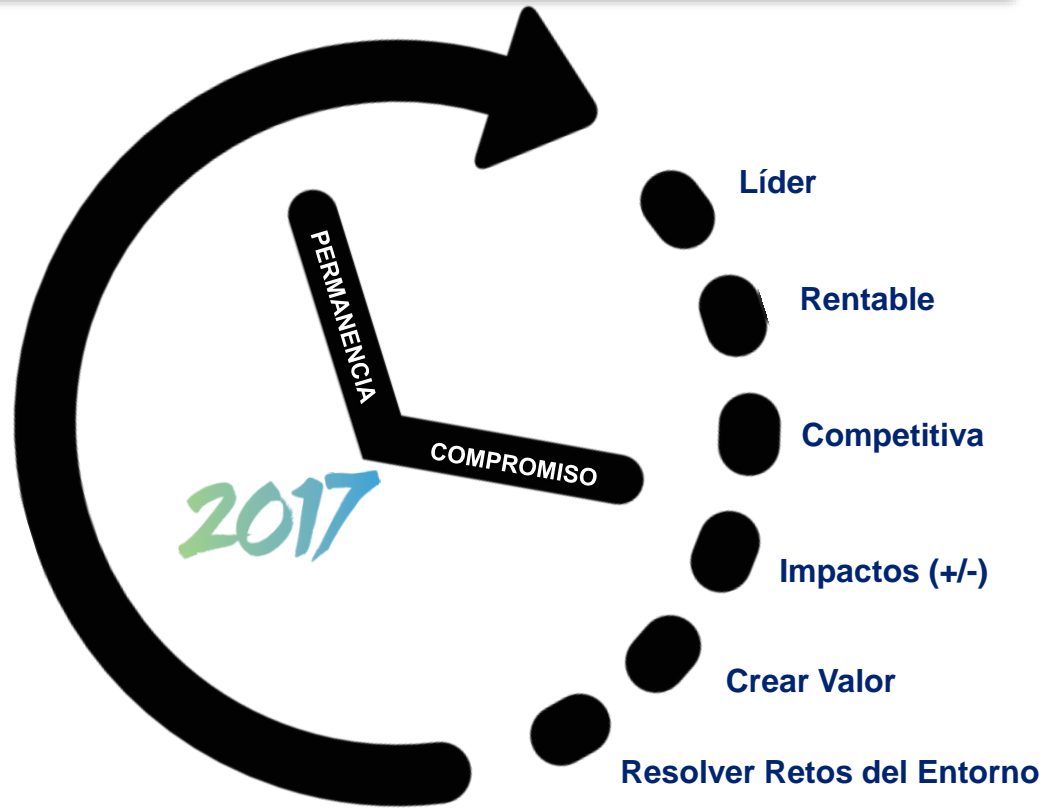 Líder
PERMANENCIA
Rentable
Competitiva
COMPROMISO
2017
Impactos (+/-)
Crear Valor
Resolver Retos del Entorno